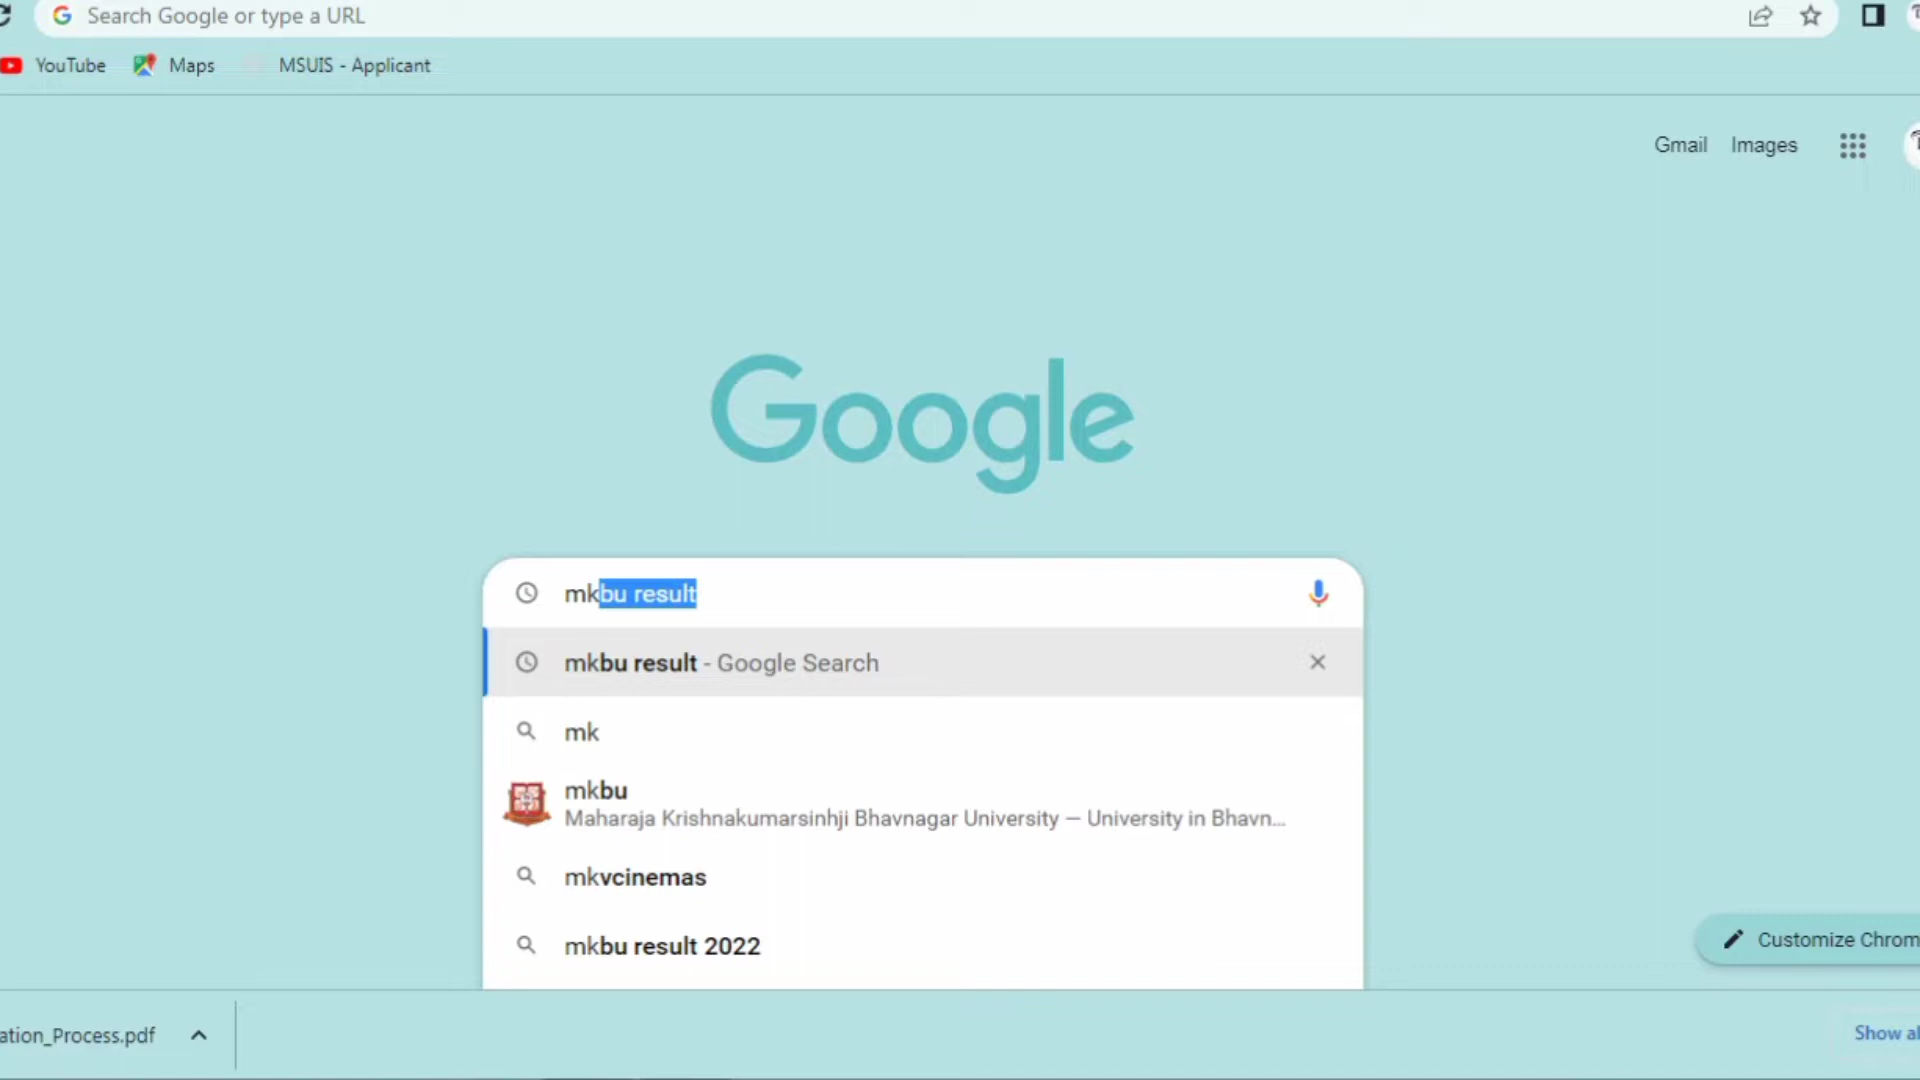 Search Google or type a URL
YouTube Maps MSUIS - Applicant
Gmail Images
Google
mkbu result
mkbu result - Google Search
mk
mkbu
Maharaja Krishnakumarsinhji Bhavnagar University — University in Bhavn...
mkvcinemas
mkbu result 2022
Customize Chrom
ation_Process.pdf
Show al